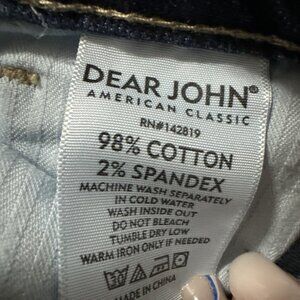 DEAR JOHN®
AMERICAN CLASSIC
RN#142819
98% COTTON
2% SPANDEX
MACHINE WASH SEPARATELY
IN COLD WATER
WASH INSIDE OUT
DO NOT BLEACH
TUMBLE DRY LOW
WARM IRON ONLY IF NEEDED
30
MADE IN CHINA